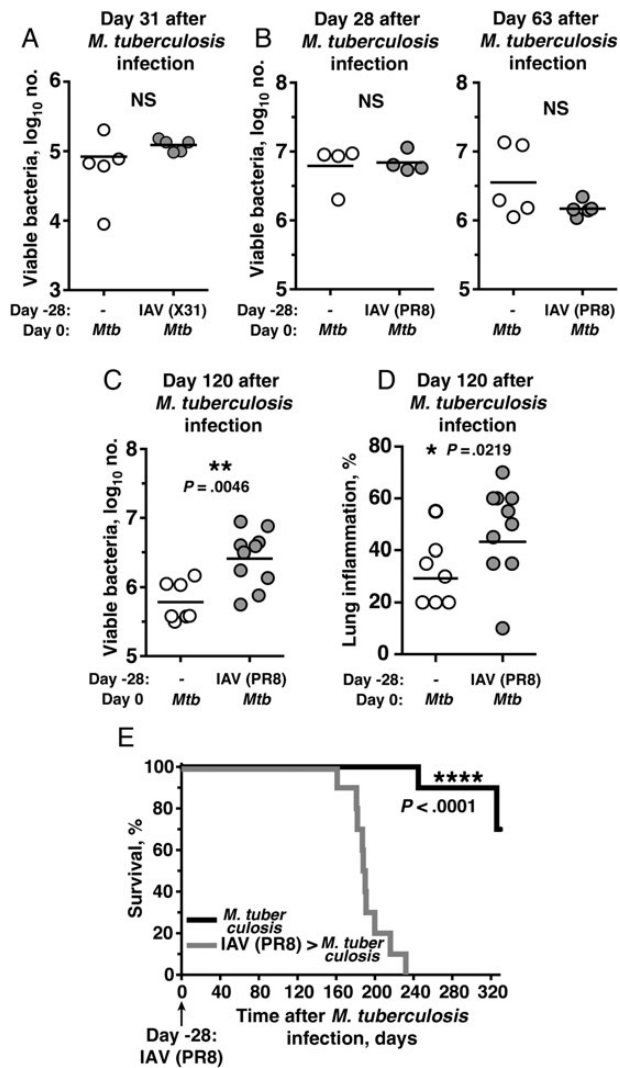 A
Day 31 after
M. tuberculosis
infection
Viable bacteria, log10 no.
6
5
4
3
NS
Day -28: - IAV (X31)
Day 0: Mtb Mtb
B
Day 28 after
M. tuberculosis
infection
Viable bacteria, log10 no.
8
7
6
5
NS
- IAV (PR8)
Mtb Mtb
Day 63 after
M. tuberculosis
infection
8
7
6
5
NS
- IAV (PR8)
Mtb Mtb
C
Day 120 after
M. tuberculosis
infection
Viable bacteria, log10 no.
8
7
6
5
**
P = .0046
Day -28: - IAV (PR8)
Day 0 Mtb Mtb
D
Day 120 after
M. tuberculosis
infection
Lung inflammation, %
80
60
40
20
0
* P = .0219
Day -28: - IAV (PR8)
Day 0: Mtb Mtb
E
Survival, %
100
80
60
40
20
0
****
P < .0001
M. tuber
culosis
IAV (PR8) > M. tuber
culosis
0 40 80 120 160 200 240 280 320
Time after M. tuberculosis
infection, days
Day -28:
IAV (PR8)